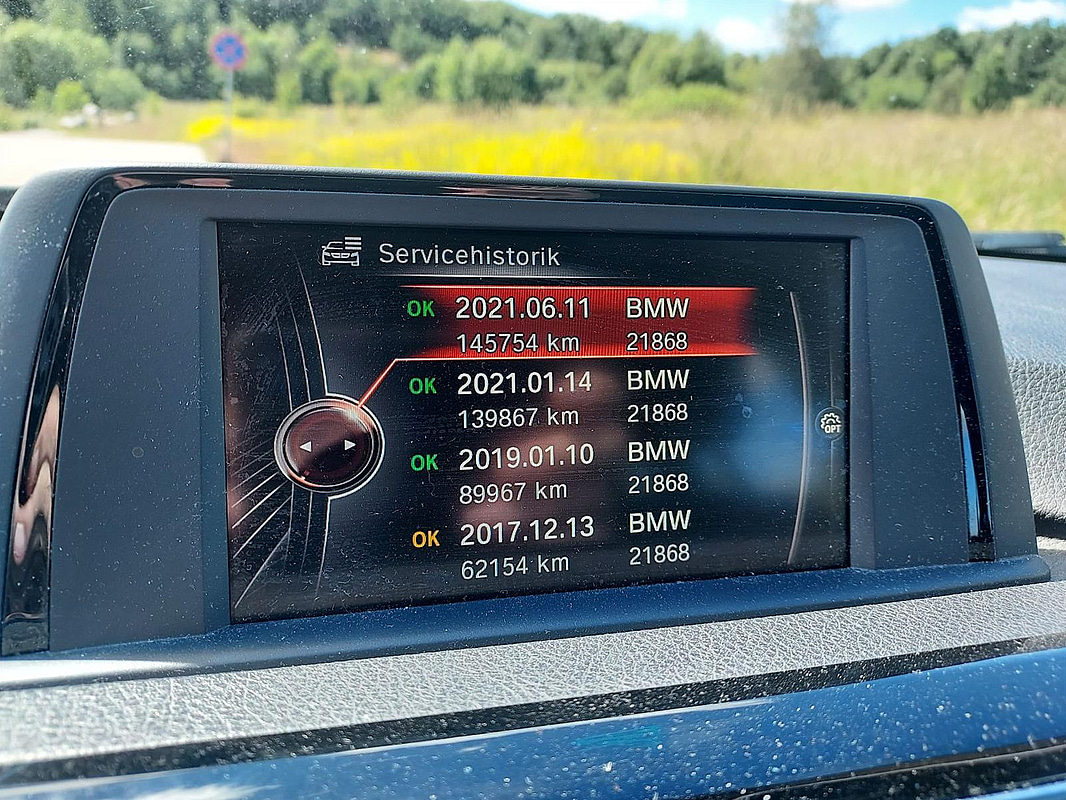 Servicehistorik
OK 2021.06.11 BMW
145754 km 21868
OK 2021.01.14 BMW
139867 km 21868
OK 2019.01.10 BMW
89967 km 21868
OPT
OK 2017.12.13 BMW
62154 km 21868